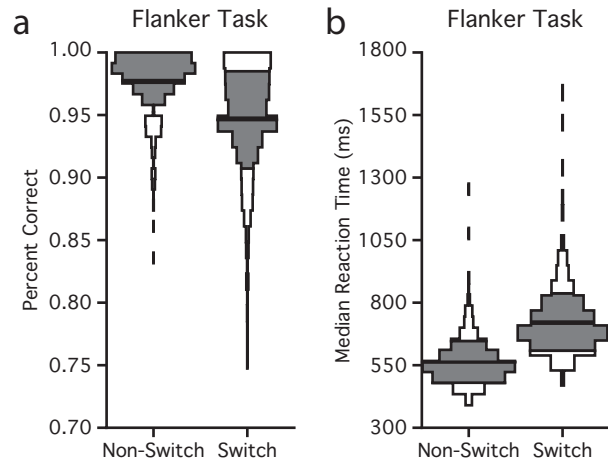 a
Flanker Task
Percent Correct
1.00
0.95
0.90
0.85
0.80
0.75
0.70
Non-Switch Switch
b
Flanker Task
Median Reaction Time (ms)
1800
1550
1300
1050
800
550
300
Non-Switch Switch